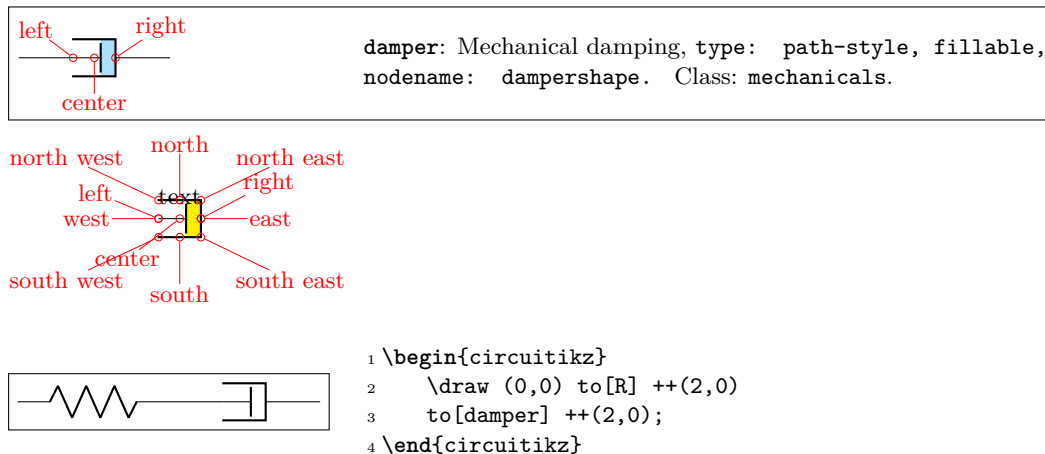 left
right
center
damper: Mechanical damping, type: path-style, fillable,
nodename: dampershape. Class: mechanicals.
north
north west
north east
text
right
left
west
east
center
south west
south east
south
1 \begin{circuitikz}
2 \draw (0,0) to[R] ++(2,0)
3 to[damper] ++(2,0);
4 \end{circuitikz}